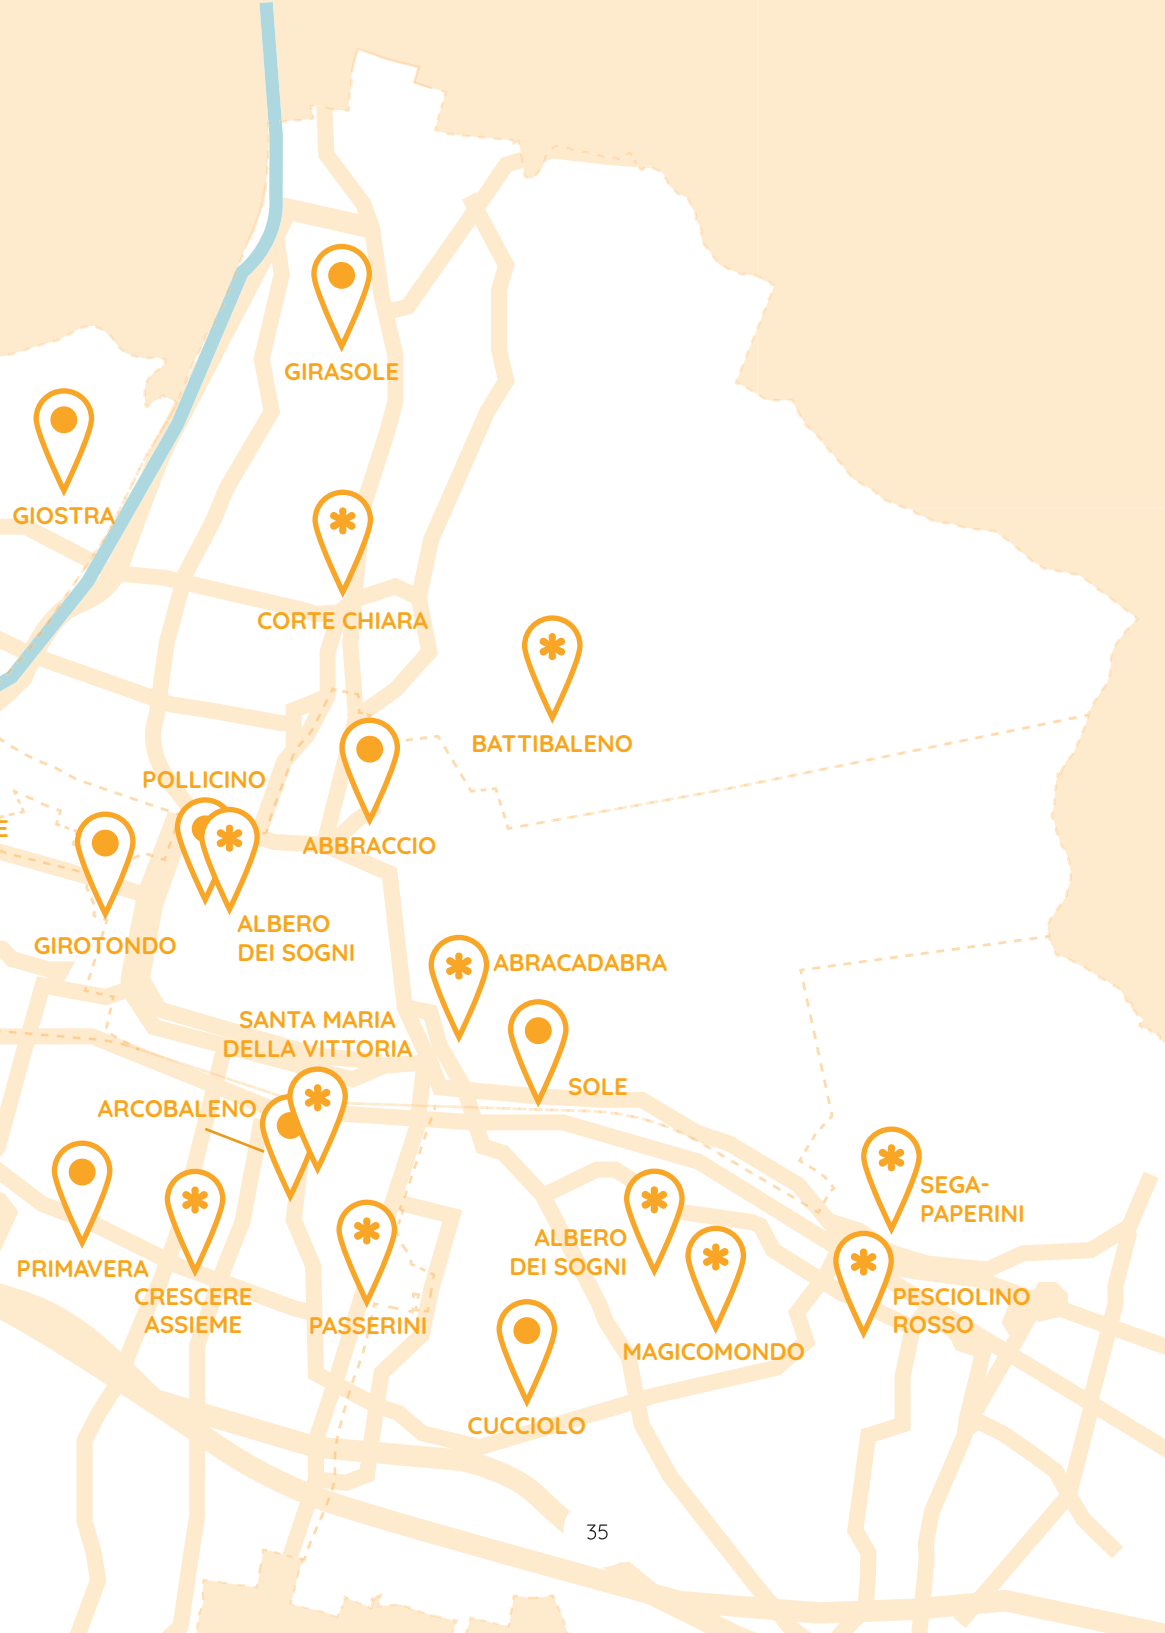 GIRASOLE
GIOSTRA
CORTE CHIARA
BATTIBALENO
POLLICINO
E
ABBRACCIO
ALBERO
DEI SOGNI
GIROTONDO
ABRACADABRA
SANTA MARIA
DELLA VITTORIA
SOLE
ARCOBALENO
SEGA-
PAPERINI
ALBERO
DEI SOGNI
PRIMAVERA
CRESCERE
ASSIEME
PASSERINI
PESCIOLINO
ROSSO
MAGICOMONDO
CUCCIOLO
35